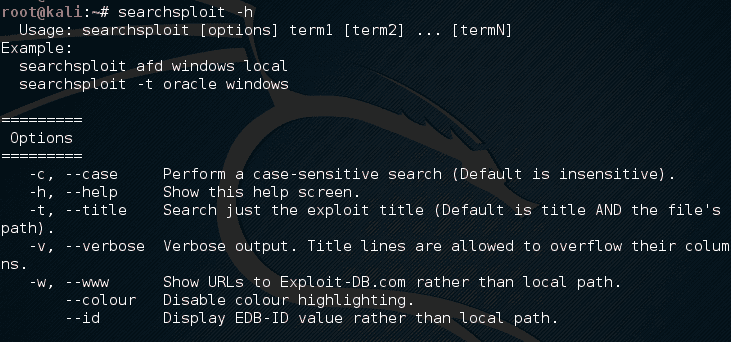 root@kali:~# searchsploit -h
  Usage: searchsploit [options] term1 [term2] ... [termN]
Example:
  searchsploit afd windows local
  searchsploit -t oracle windows

=========
 Options
=========
   -c, --case     Perform a case-sensitive search (Default is insensitive).
   -h, --help     Show this help screen.
   -t, --title    Search just the exploit title (Default is title AND the file's
path).
   -v, --verbose  Verbose output. Title lines are allowed to overflow their colum
ns.
   -w, --www      Show URLs to Exploit-DB.com rather than local path.
       --colour   Disable colour highlighting.
       --id       Display EDB-ID value rather than local path.